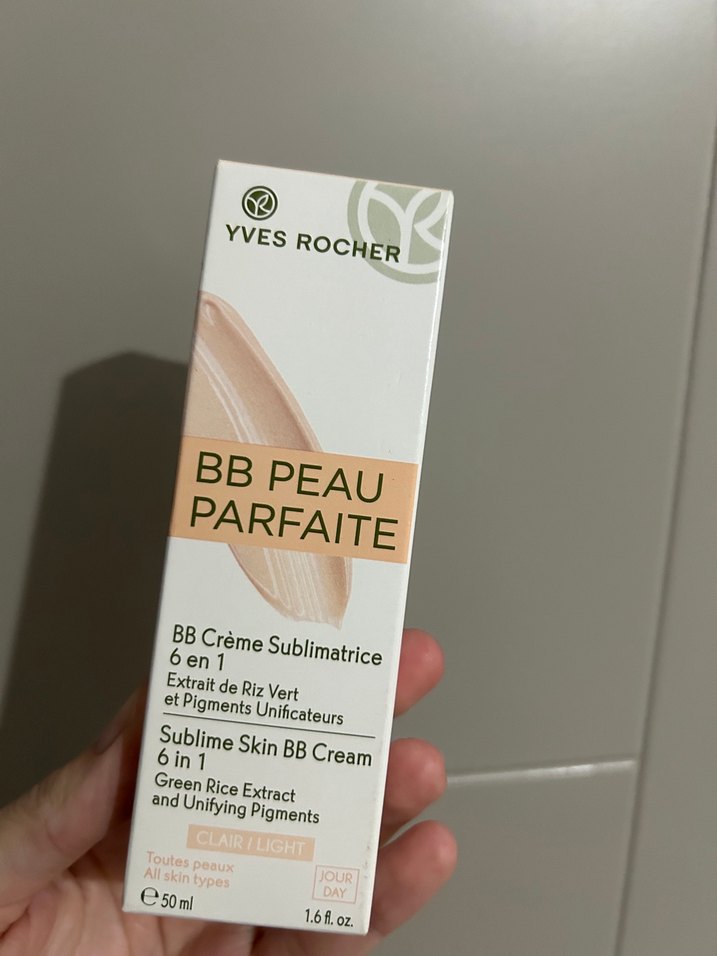 YVES ROCHER
BB PEAU
PARFAITE
BB Crème Sublimatrice
6 en 1
Extrait de Riz Vert
et Pigments Unificateurs
Sublime Skin BB Cream
6 in 1
Green Rice Extract
and Unifying Pigments
CLAIR / LIGHT
Toutes peaux
All skin types
JOUR
DAY
℮ 50 ml
1.6 fl. oz.